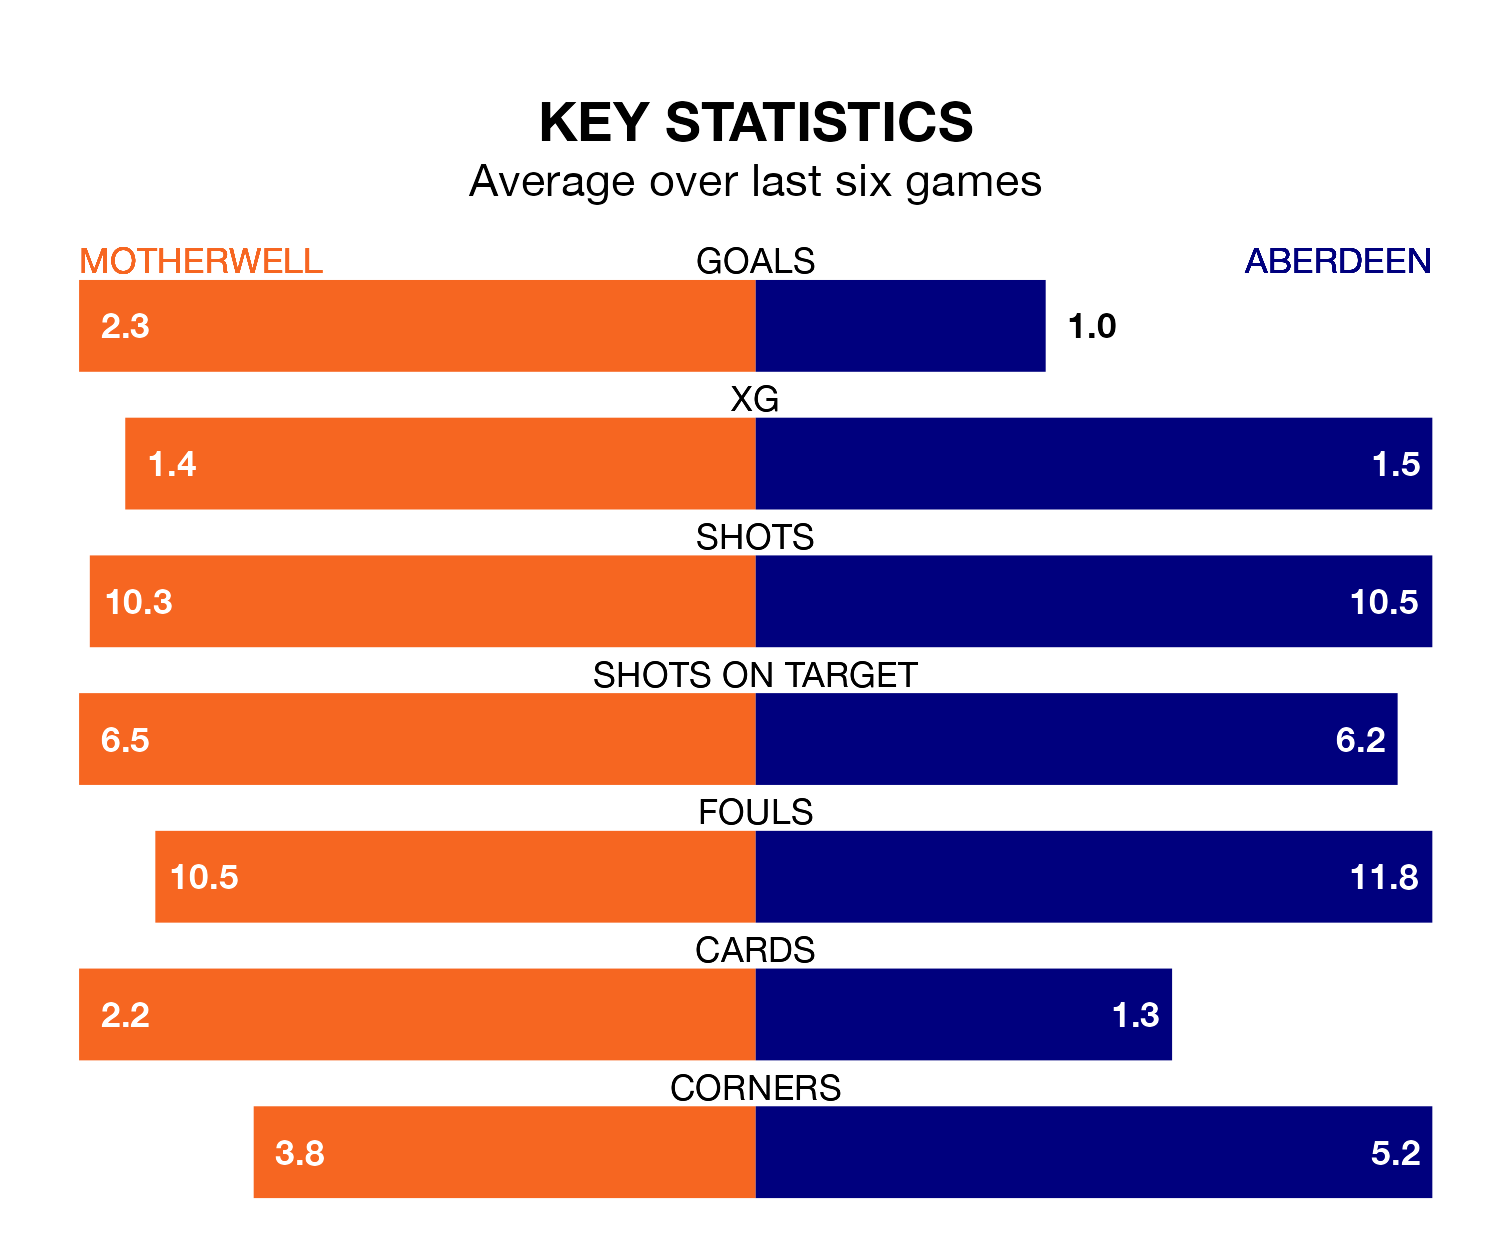 KEY STATISTICS
Average over last six games
MOTHERWELL GOALS ABERDEEN
2.3 1.0
XG
1.4 1.5
SHOTS
10.3 10.5
SHOTS ON TARGET
6.5 6.2
FOULS
10.5 11.8
CARDS
2.2 1.3
CORNERS
3.8 5.2